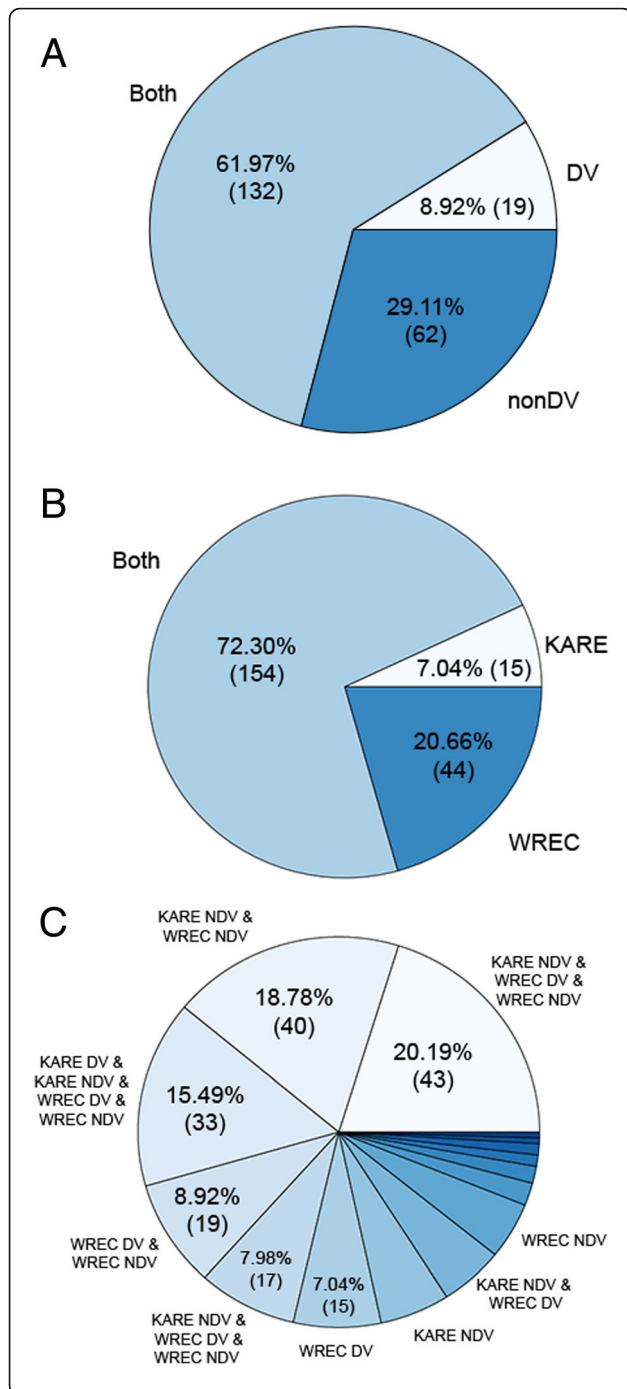 A
Both
61.97%
(132)
DV
8.92% (19)
29.11%
(62)
nonDV
B
Both
72.30%
(154)
KARE
7.04% (15)
20.66%
(44)
WREC
C
KARE NDV &
WREC NDV
18.78%
(40)
KARE NDV &
WREC DV &
WREC NDV
20.19%
(43)
KARE DV &
KARE NDV &
WREC DV &
WREC NDV
15.49%
(33)
8.92%
(19)
WREC DV &
WREC NDV
7.98%
(17)
KARE NDV &
WREC DV &
WREC NDV
7.04%
(15)
WREC DV
KARE NDV
KARE NDV &
WREC DV
WREC NDV